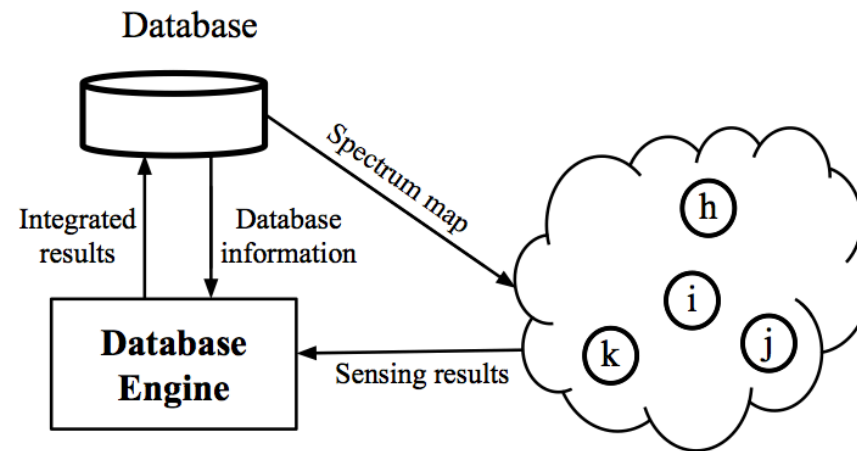 Database
Spectrum map
Integrated
results
Database
information
h
i
j
k
Database
Engine
Sensing results